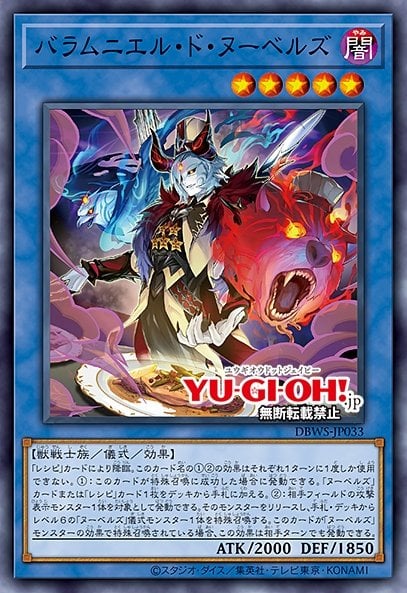 バラムニエル・ド・ヌーベルズ
やみ
闇
ユウギオウドットジェイピー
YU-GI-OH!.jp
無断転載禁止
DBWS-JP033
【獣戦士族／儀式／効果】
「レシピ」カードにより降臨。このカード名の①②の効果はそれぞれ1ターンに1度しか使用
できない。①：このカードが特殊召喚に成功した場合に発動できる。「ヌーベルズ」
カードまたは「レシピ」カード1枚をデッキから手札に加える。②：相手フィールドの攻撃
表示モンスター1体を対象として発動できる。そのモンスターをリリースし、手札・デッキから
レベル6の「ヌーベルズ」儀式モンスター1体を特殊召喚する。このカードが「ヌーベルズ」
モンスターの効果で特殊召喚されている場合、この効果は相手ターンでも発動できる。
ATK/2000 DEF/1850
©スタジオ・ダイス／集英社・テレビ東京・KONAMI